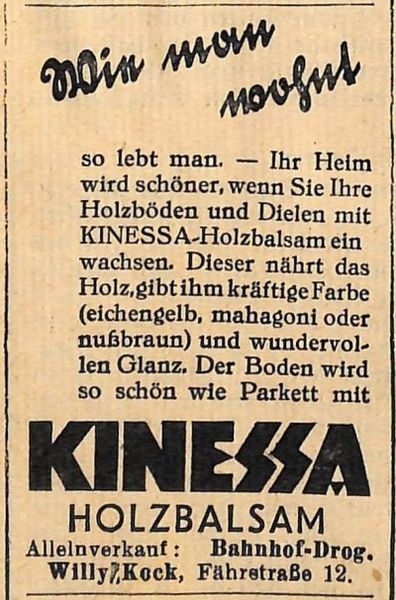 Wie man
wohnt
so lebt man. — Ihr Heim
wird schöner, wenn Sie Ihre
Holzböden und Dielen mit
KINESSA-Holzbalsam ein
wachsen. Dieser nährt das
Holz, gibt ihm kräftige Farbe
(eichengelb, mahagoni oder
nußbraun) und wundervol-
len Glanz. Der Boden wird
so schön wie Parkett mit
KINESSA
HOLZBALSAM
Alleinverkauf: Bahnhof-Drog.
Willy Kock, Fährstraße 12.